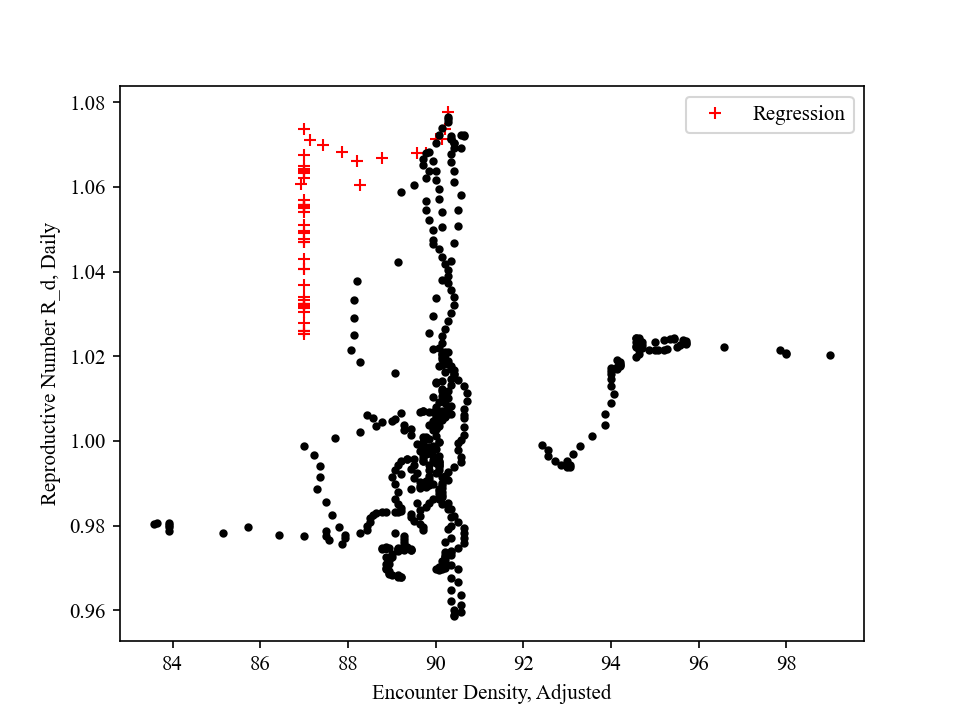 Regression
1.08
1.06
1.04
1.02
1.00
0.98
0.96
Reproductive Number R_d, Daily
84 86 88 90 92 94 96 98
Encounter Density, Adjusted